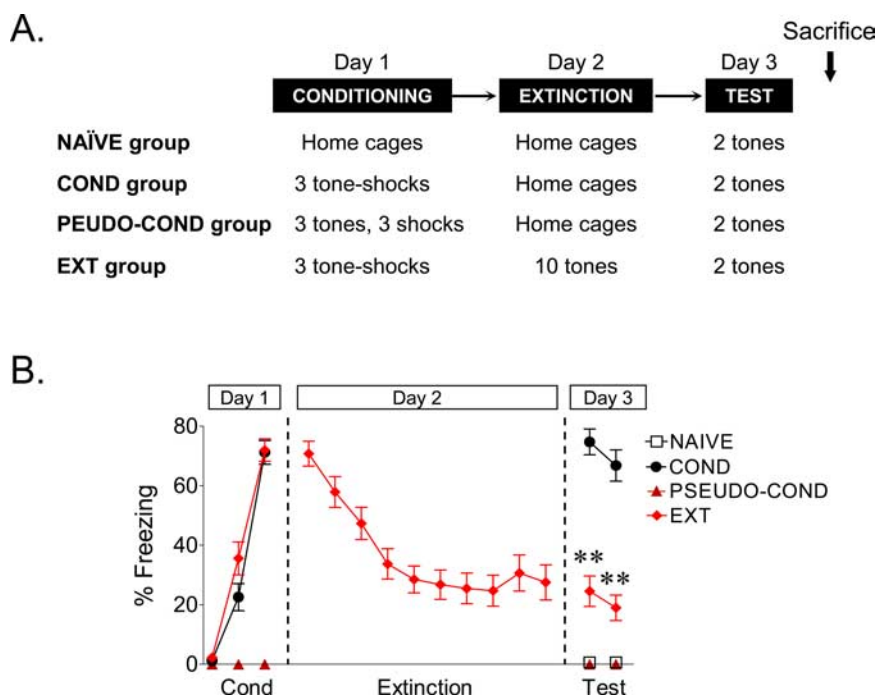 A.
Sacrifice
Day 1 Day 2 Day 3
CONDITIONING EXTINCTION TEST
NAÏVE group Home cages Home cages 2 tones
COND group 3 tone-shocks Home cages 2 tones
PEUDO-COND group 3 tones, 3 shocks Home cages 2 tones
EXT group 3 tone-shocks 10 tones 2 tones
B.
Day 1 Day 2 Day 3
80
60
40
20
0
% Freezing
NAIVE
COND
PSEUDO-COND
EXT
** **
Cond Extinction Test